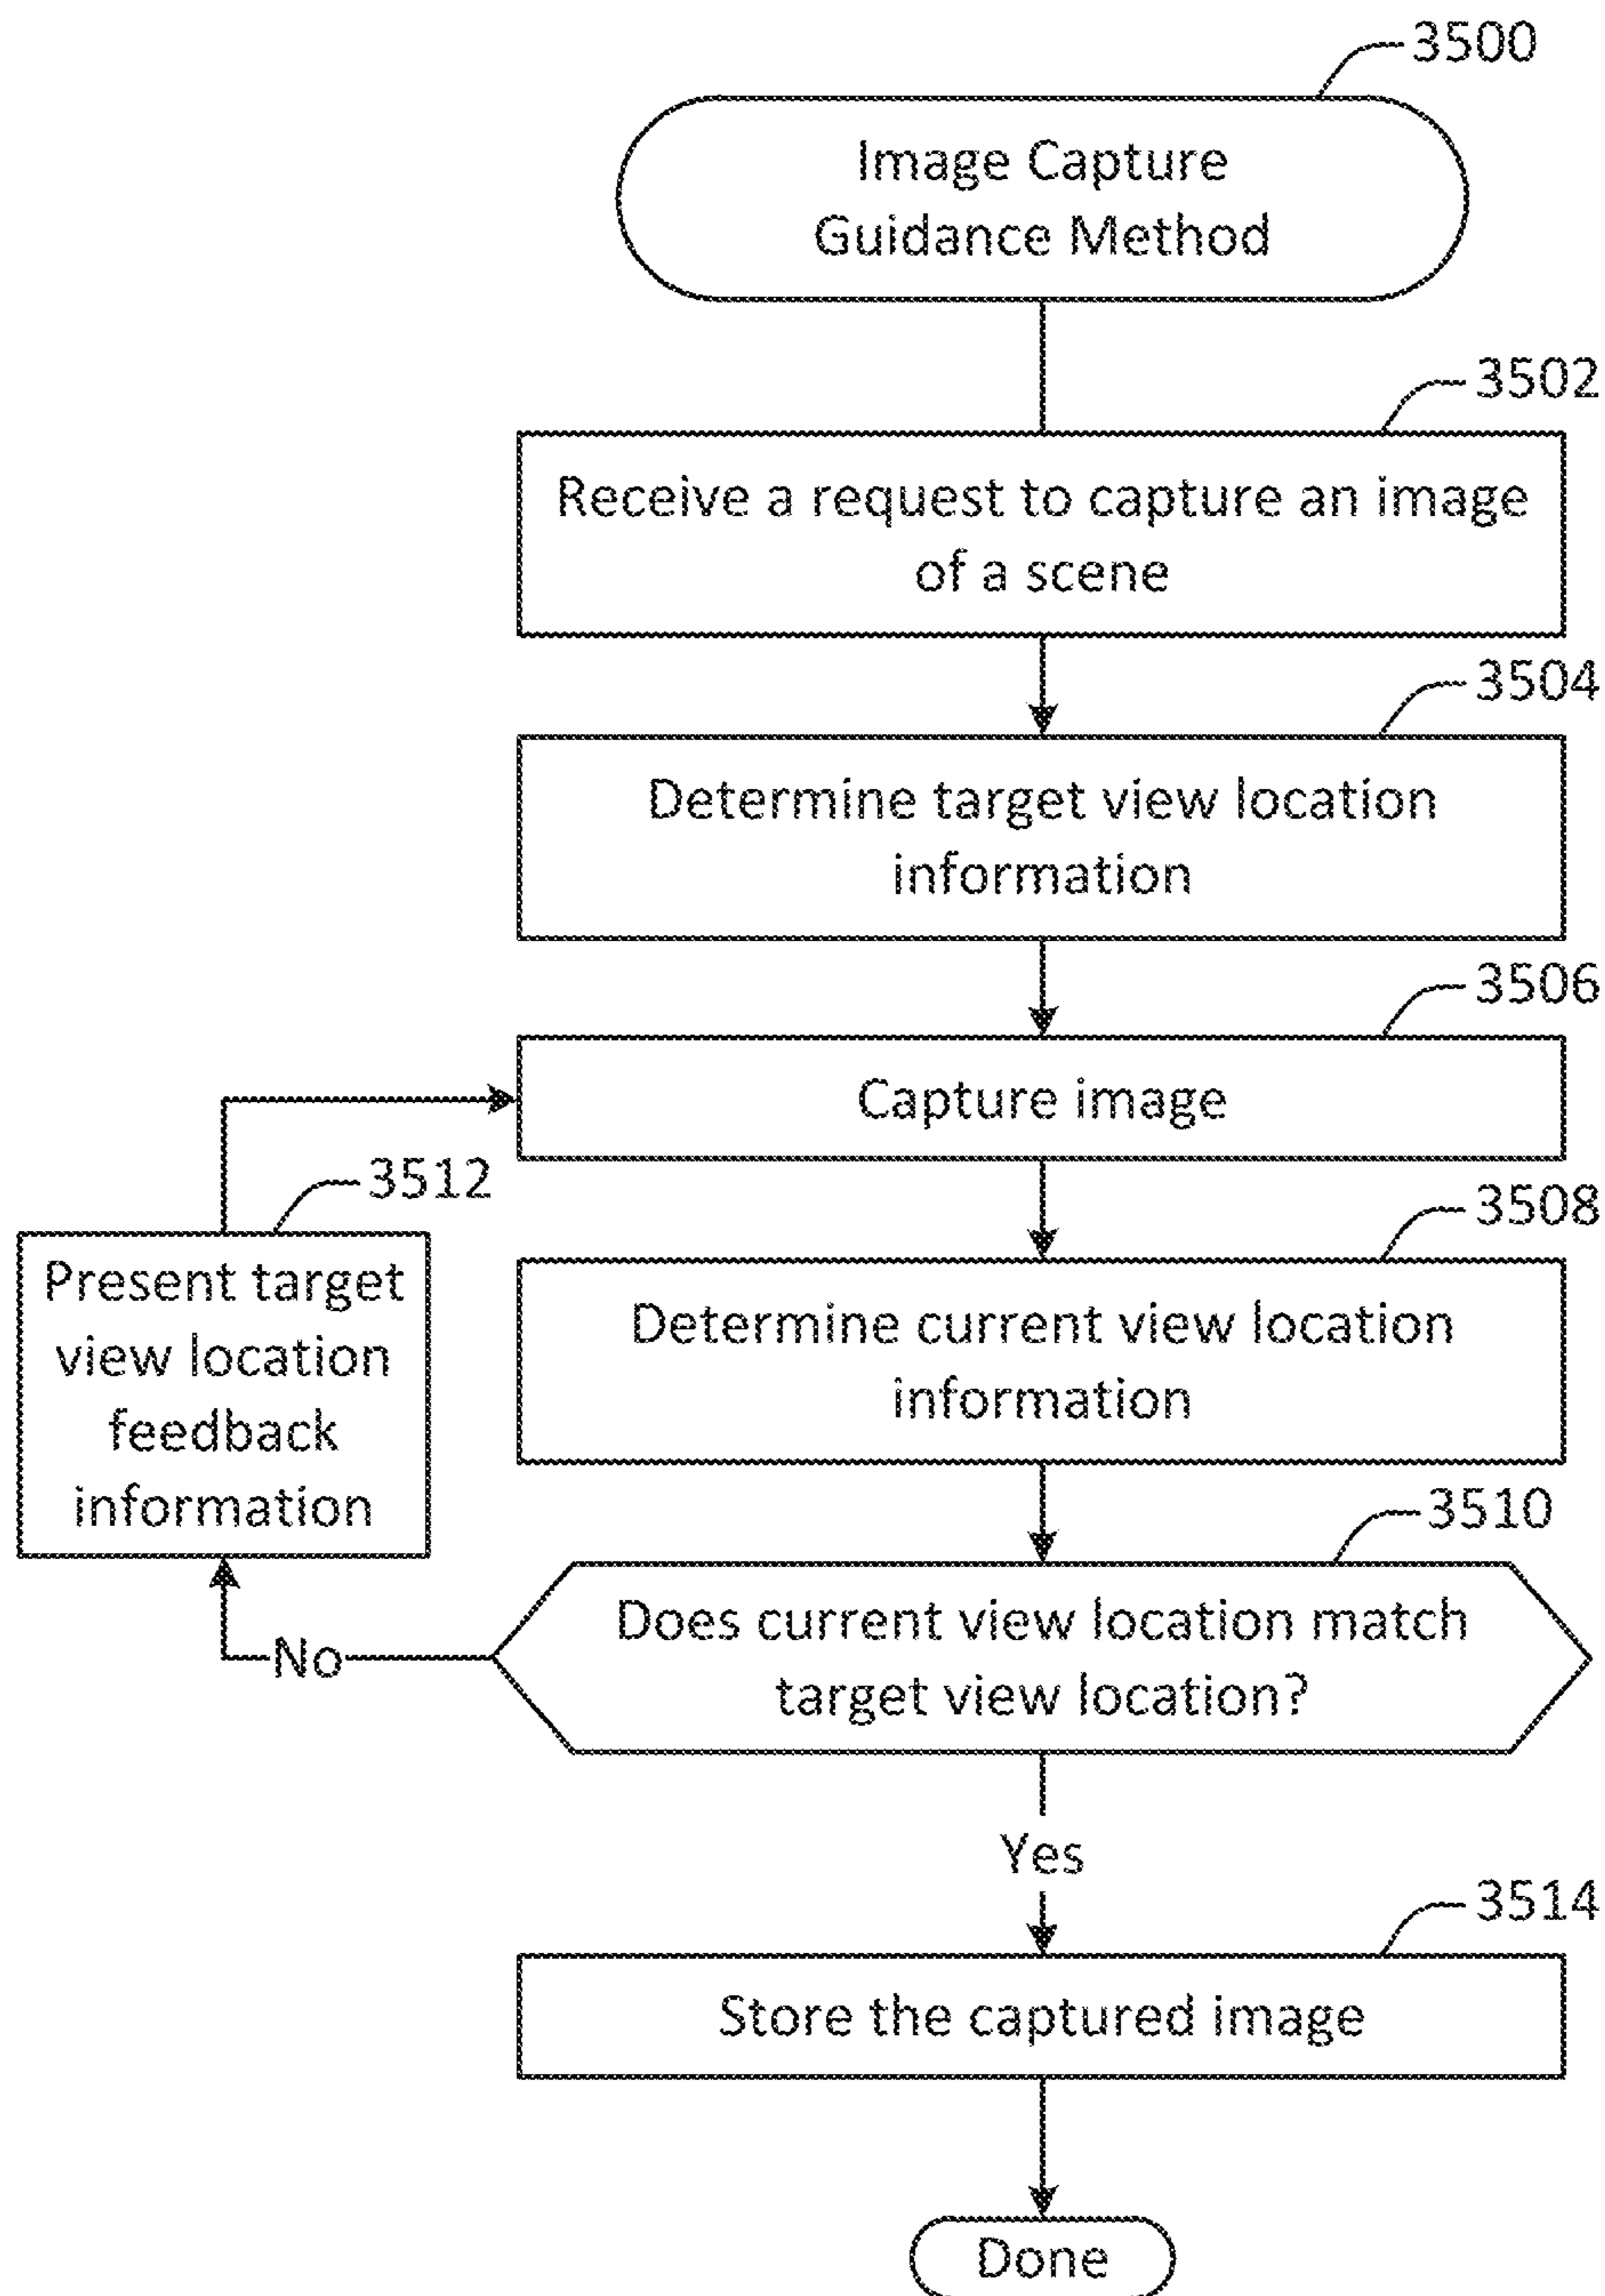 3500
Image Capture
Guidance Method
3502
Receive a request to capture an image
of a scene
3504
Determine target view location
information
3506
Capture image
3512
Present target
view location
feedback
information
3508
Determine current view location
information
3510
Does current view location match
target view location?
No
Yes
3514
Store the captured image
Done